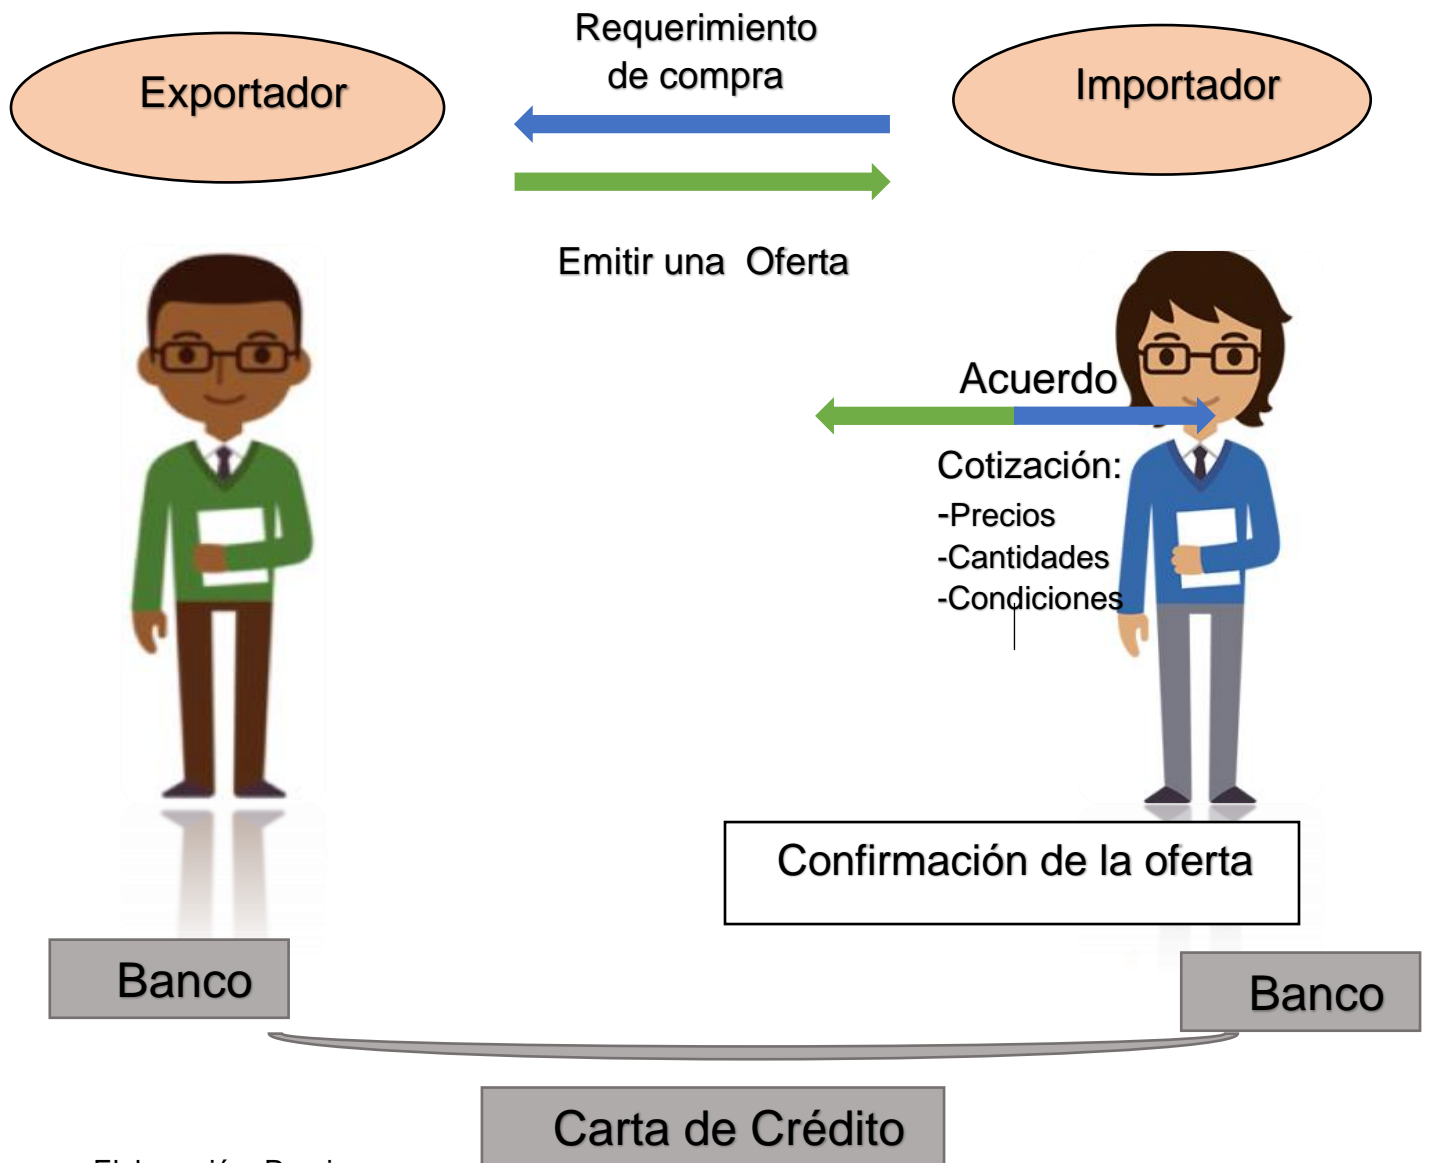 Requerimiento
de compra
Exportador
Importador
Emitir una Oferta
Acuerdo
Cotización:
-Precios
-Cantidades
-Condiciones
Confirmación de la oferta
Banco
Banco
Carta de Crédito